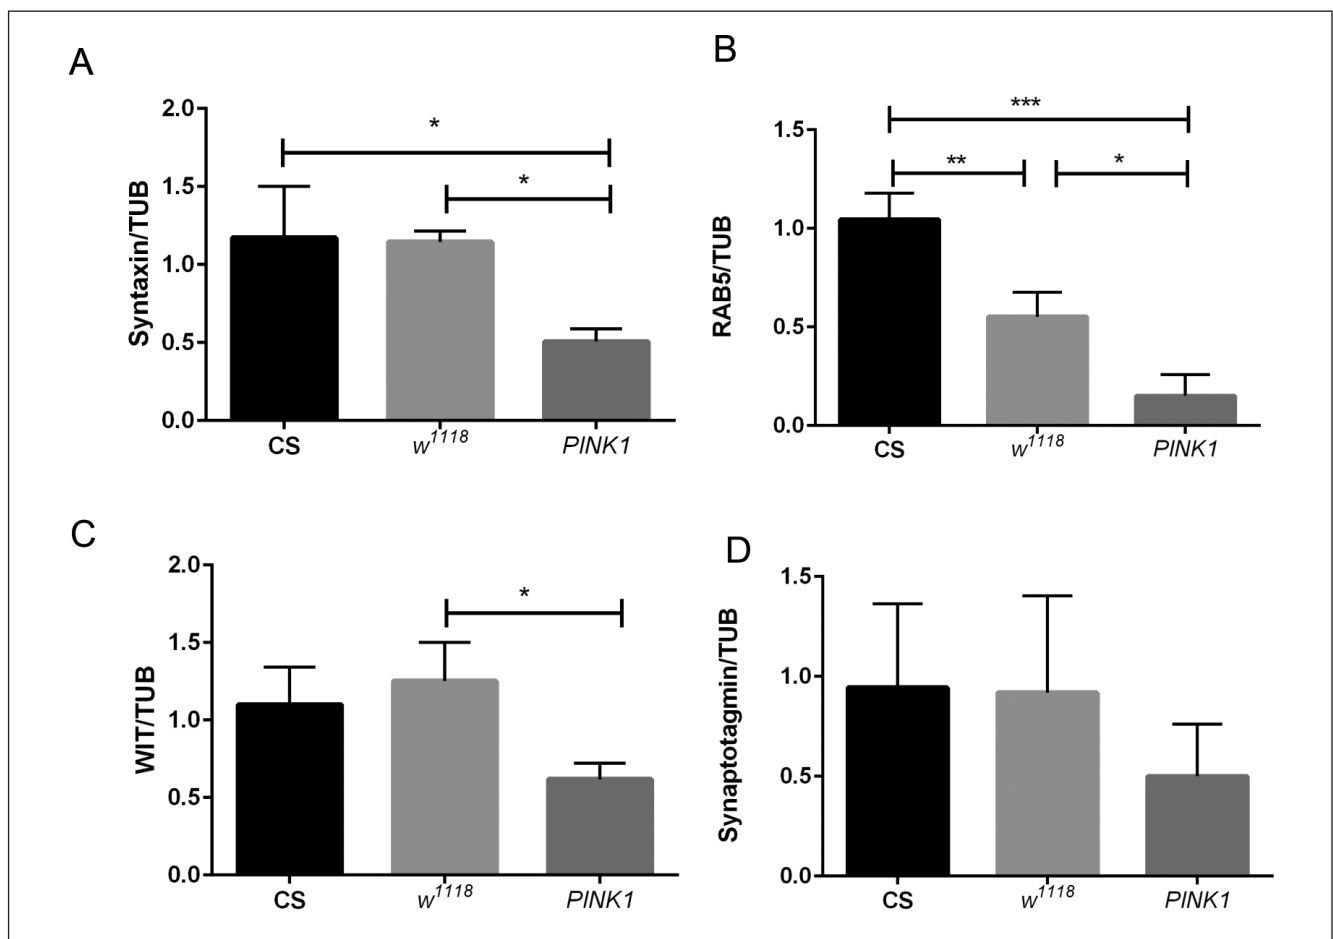 A
Syntaxin/TUB
2.0
1.5
1.0
0.5
0.0
*
*
CS
w1118
PINK1
B
RAB5/TUB
1.5
1.0
0.5
0.0
***
**
*
CS
w1118
PINK1
C
WIT/TUB
2.0
1.5
1.0
0.5
0.0
*
CS
w1118
PINK1
D
Synaptotagmin/TUB
1.5
1.0
0.5
0.0
CS
w1118
PINK1